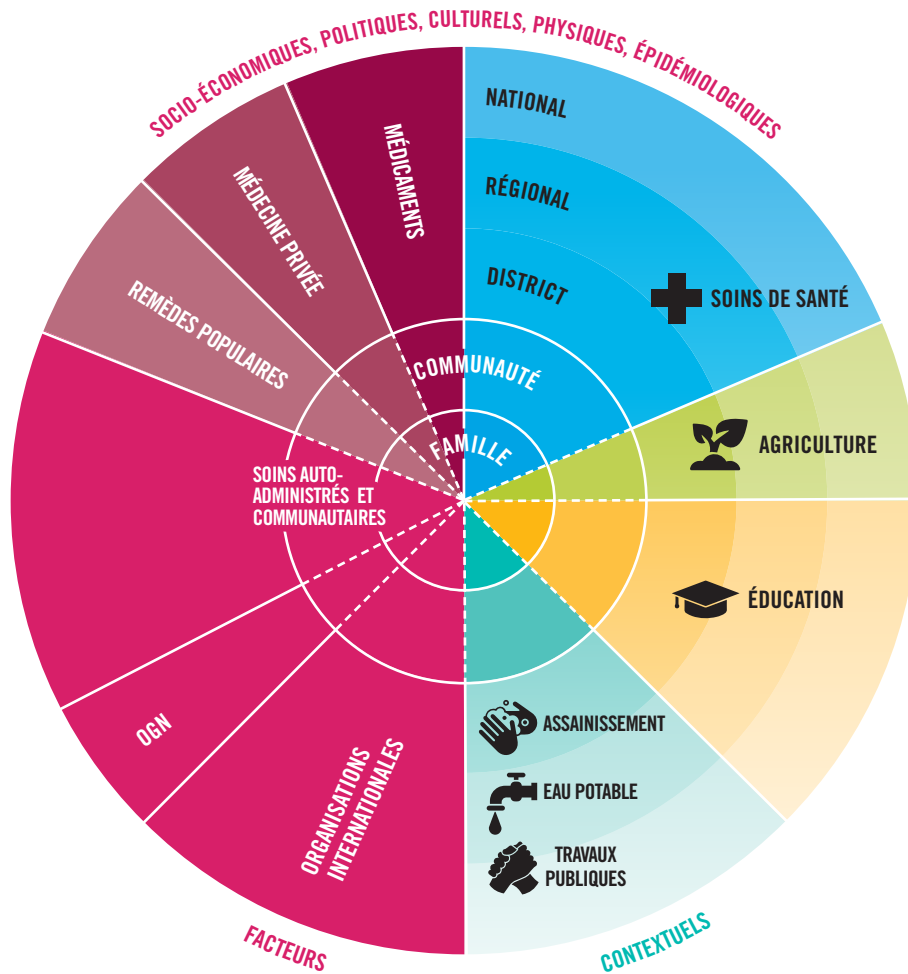 SOCIO-ÉCONOMIQUES, POLITIQUES, CULTURELS, PHYSIQUES, ÉPIDÉMIOLOGIQUES
NATIONAL
RÉGIONAL
DISTRICT
MÉDICAMENTS
MÉDECINE PRIVÉE
REMÈDES POPULAIRES
SOINS DE SANTÉ
COMMUNAUTÉ
FAMILLE
AGRICULTURE
SOINS AUTO-
ADMINISTRÉS ET
COMMUNAUTAIRES
ÉDUCATION
OGN
ORGANISATIONS
INTERNATIONALES
ASSAINISSEMENT
EAU POTABLE
TRAVAUX
PUBLIQUES
FACTEURS
CONTEXTUELS